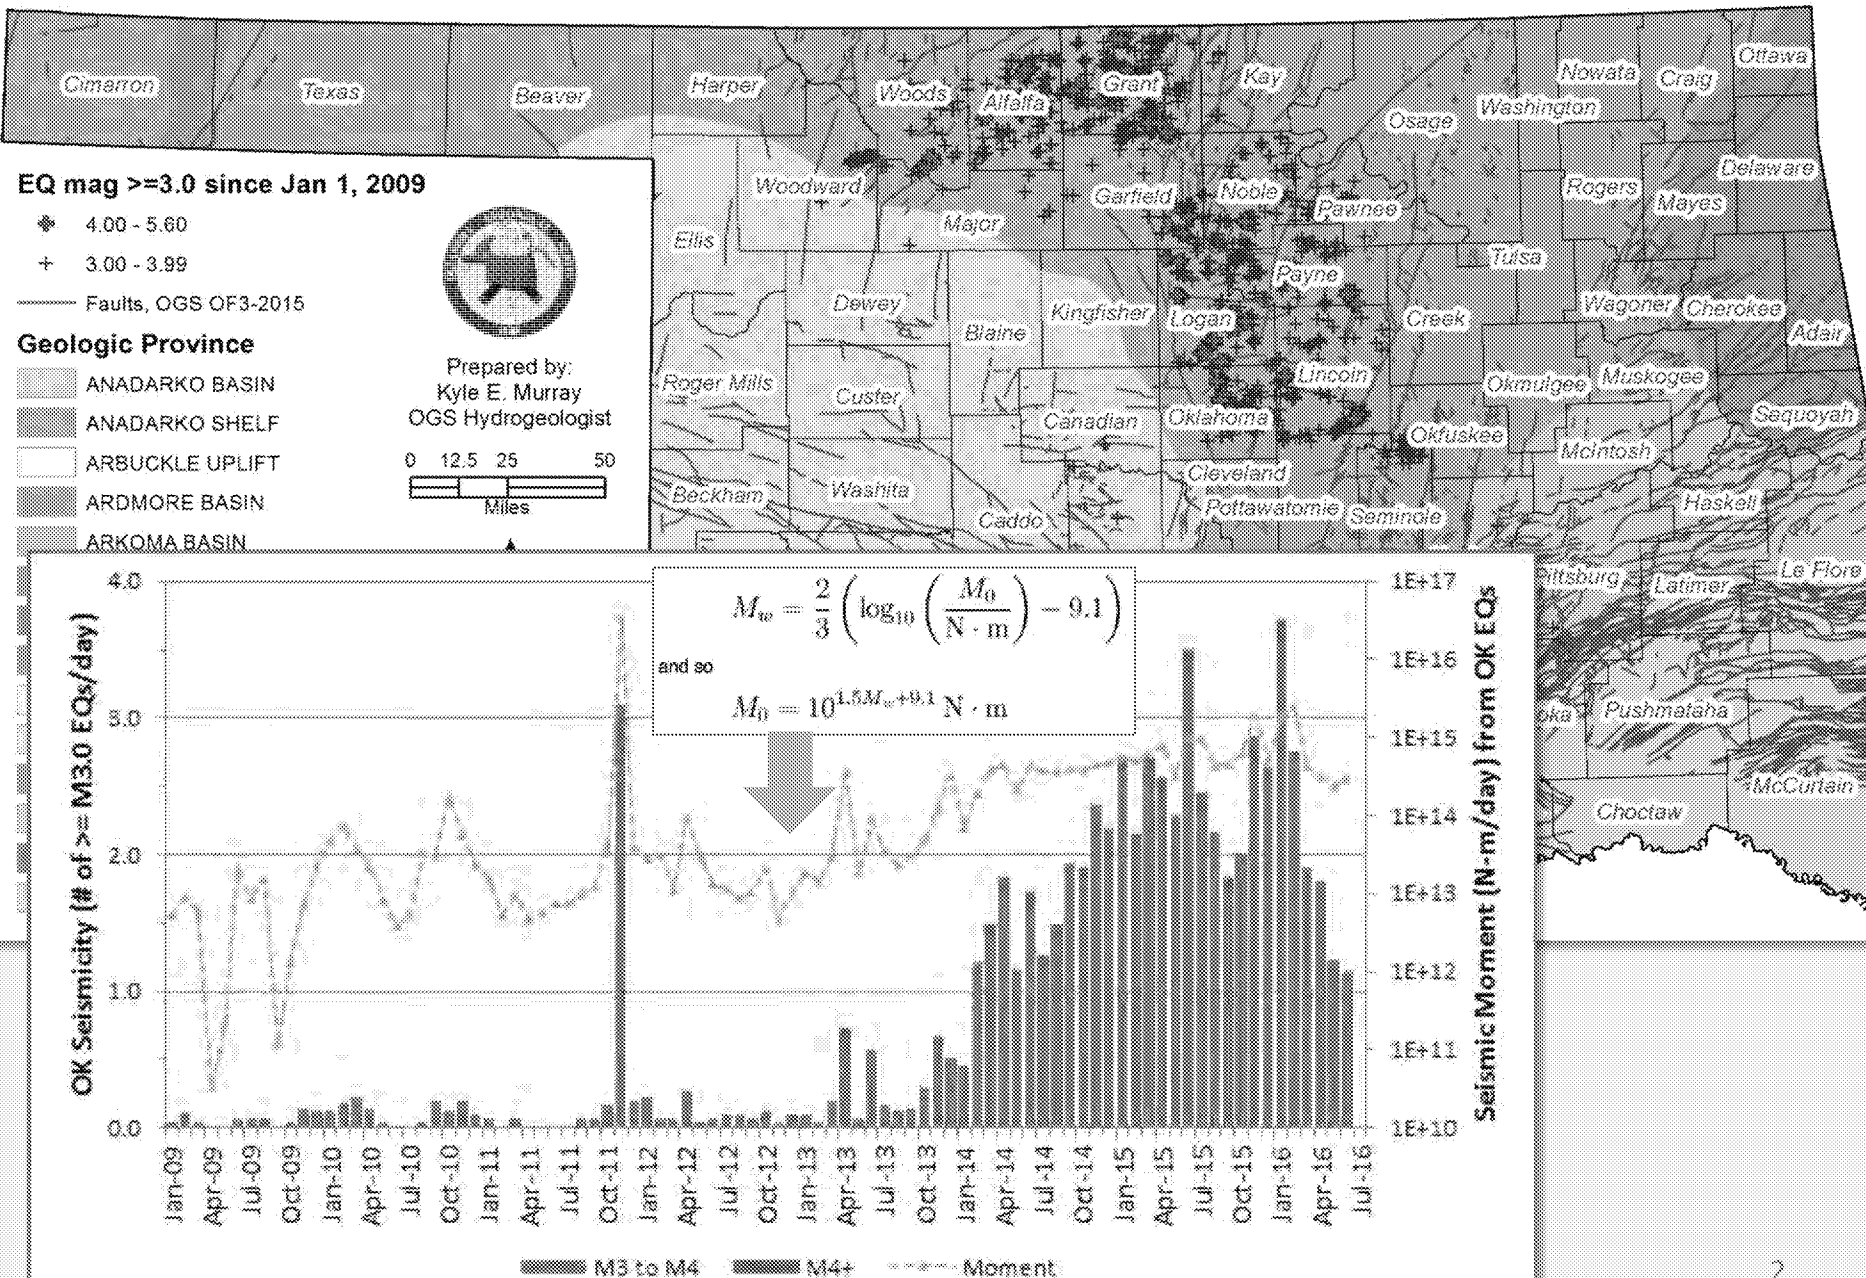 Cimarron
Texas
Beaver
Harper
Woods
Alfalfa
Grant
Kay
Osage
Washington
Nowata
Craig
Ottawa
Woodward
Major
Garfield
Noble
Pawnee
Rogers
Mayes
Delaware
Ellis
Dewey
Blaine
Kingfisher
Logan
Payne
Creek
Tulsa
Wagoner
Cherokee
Adair
Roger Mills
Custer
Canadian
Oklahoma
Lincoln
Okmulgee
Muskogee
Sequoyah
Okfuskee
McIntosh
Beckham
Washita
Caddo
Cleveland
Pottawatomie
Seminole
Haskell
Latimer
Le Flore
Pushmataha
Choctaw
McCurtain
EQ mag >=3.0 since Jan 1, 2009
4.00 - 5.60
3.00 - 3.99
Faults, OGS OF3-2015
Geologic Province
ANADARKO BASIN
ANADARKO SHELF
ARBUCKLE UPLIFT
ARDMORE BASIN
ARKOMA BASIN
Prepared by:
Kyle E. Murray
OGS Hydrogeologist
0 12.5 25 50
Miles
OK Seismicity (# of >= M3.0 EQs/day)
4.0
3.0
2.0
1.0
0.0
M_w = 2/3 (log₁₀ (M₀ / N · m) − 9.1)
and so
M₀ = 10^{1.5M_w+9.1} N · m
1E+17
1E+16
1E+15
1E+14
1E+13
1E+12
1E+11
1E+10
Seismic Moment (N-m/day) from OK EQs
Jan-09 Apr-09 Jul-09 Oct-09 Jan-10 Apr-10 Jul-10 Oct-10 Jan-11 Apr-11 Jul-11 Oct-11 Jan-12 Apr-12 Jul-12 Oct-12 Jan-13 Apr-13 Jul-13 Oct-13 Jan-14 Apr-14 Jul-14 Oct-14 Jan-15 Apr-15 Jul-15 Oct-15 Jan-16 Apr-16 Jul-16
M3 to M4 M4+ Moment
2